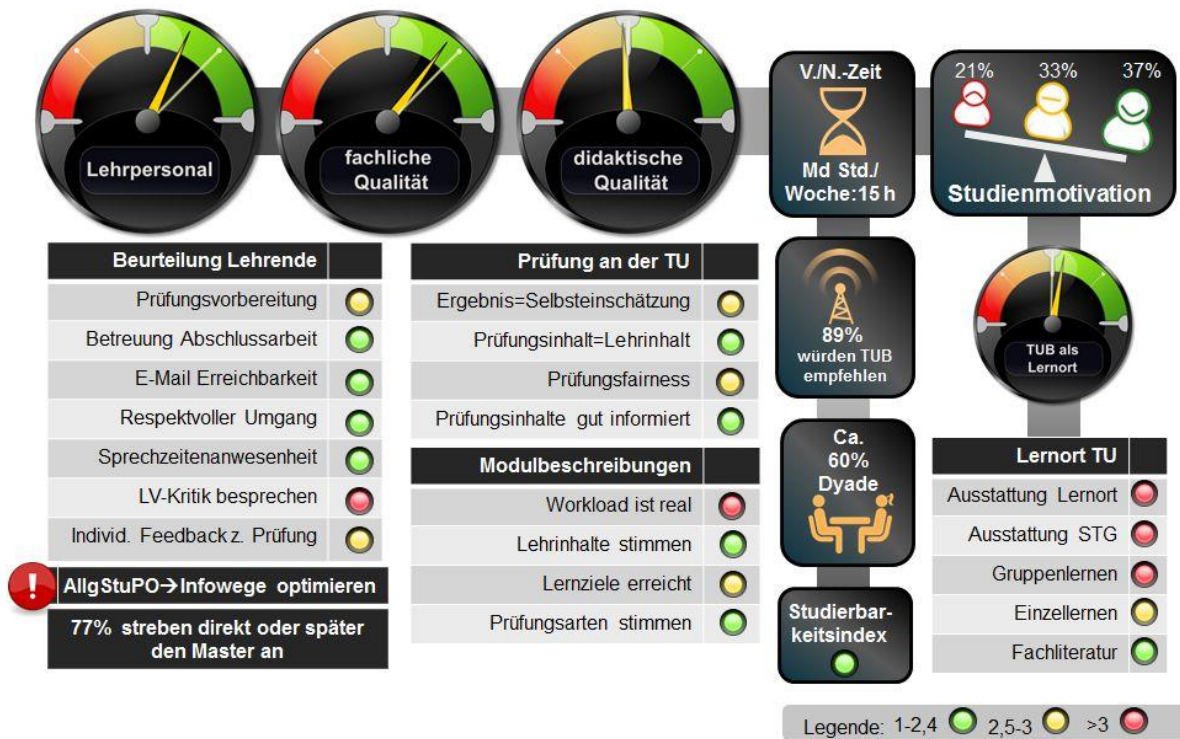 Lehrpersonal
fachliche
Qualität
didaktische
Qualität
V./N.-Zeit
Md Std./
Woche:15 h
21% 33% 37%
Studienmotivation
Beurteilung Lehrende
Prüfungsvorbereitung
Betreuung Abschlussarbeit
E-Mail Erreichbarkeit
Respektvoller Umgang
Sprechzeitenanwesenheit
LV-Kritik besprechen
Individ. Feedback z. Prüfung
! AllgStuPO→Infowege optimieren
77% streben direkt oder später
den Master an
Prüfung an der TU
Ergebnis=Selbsteinschätzung
Prüfungsinhalt=Lehrinhalt
Prüfungsfairness
Prüfungsinhalte gut informiert
Modulbeschreibungen
Workload ist real
Lehrinhalte stimmen
Lernziele erreicht
Prüfungsarten stimmen
89%
würden TUB
empfehlen
Ca.
60%
Dyade
Studierbar-
keitsindex
TUB als
Lernort
Lernort TU
Ausstattung Lernort
Ausstattung STG
Gruppenlernen
Einzellernen
Fachliteratur
Legende: 1-2,4 2,5-3 >3